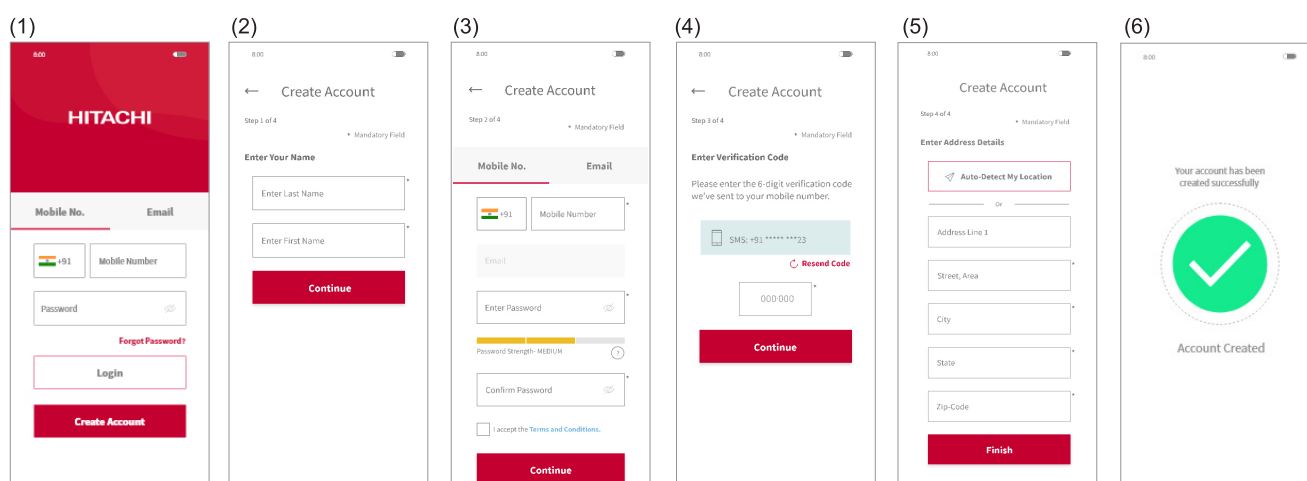 (1)
8:00
HITACHI
Mobile No. Email
+91 Mobile Number
Password
Forgot Password?
Login
Create Account
(2)
8:00
← Create Account
Step 1 of 4
* Mandatory Field
Enter Your Name
Enter Last Name *
Enter First Name *
Continue
(3)
8:00
← Create Account
Step 2 of 4
* Mandatory Field
Mobile No. Email
+91 Mobile Number *
Email
Enter Password *
Password Strength- MEDIUM ?
Confirm Password *
I accept the Terms and Conditions.
Continue
(4)
8:00
← Create Account
Step 3 of 4
* Mandatory Field
Enter Verification Code
Please enter the 6-digit verification code
we've sent to your mobile number.
SMS: +91 ***** ***23
Resend Code
000-000 *
Continue
(5)
8:00
Create Account
Step 4 of 4
* Mandatory Field
Enter Address Details
Auto-Detect My Location
Or
Address Line 1
Street, Area *
City *
State *
Zip-Code *
Finish
(6)
8:00
Your account has been
created successfully
Account Created